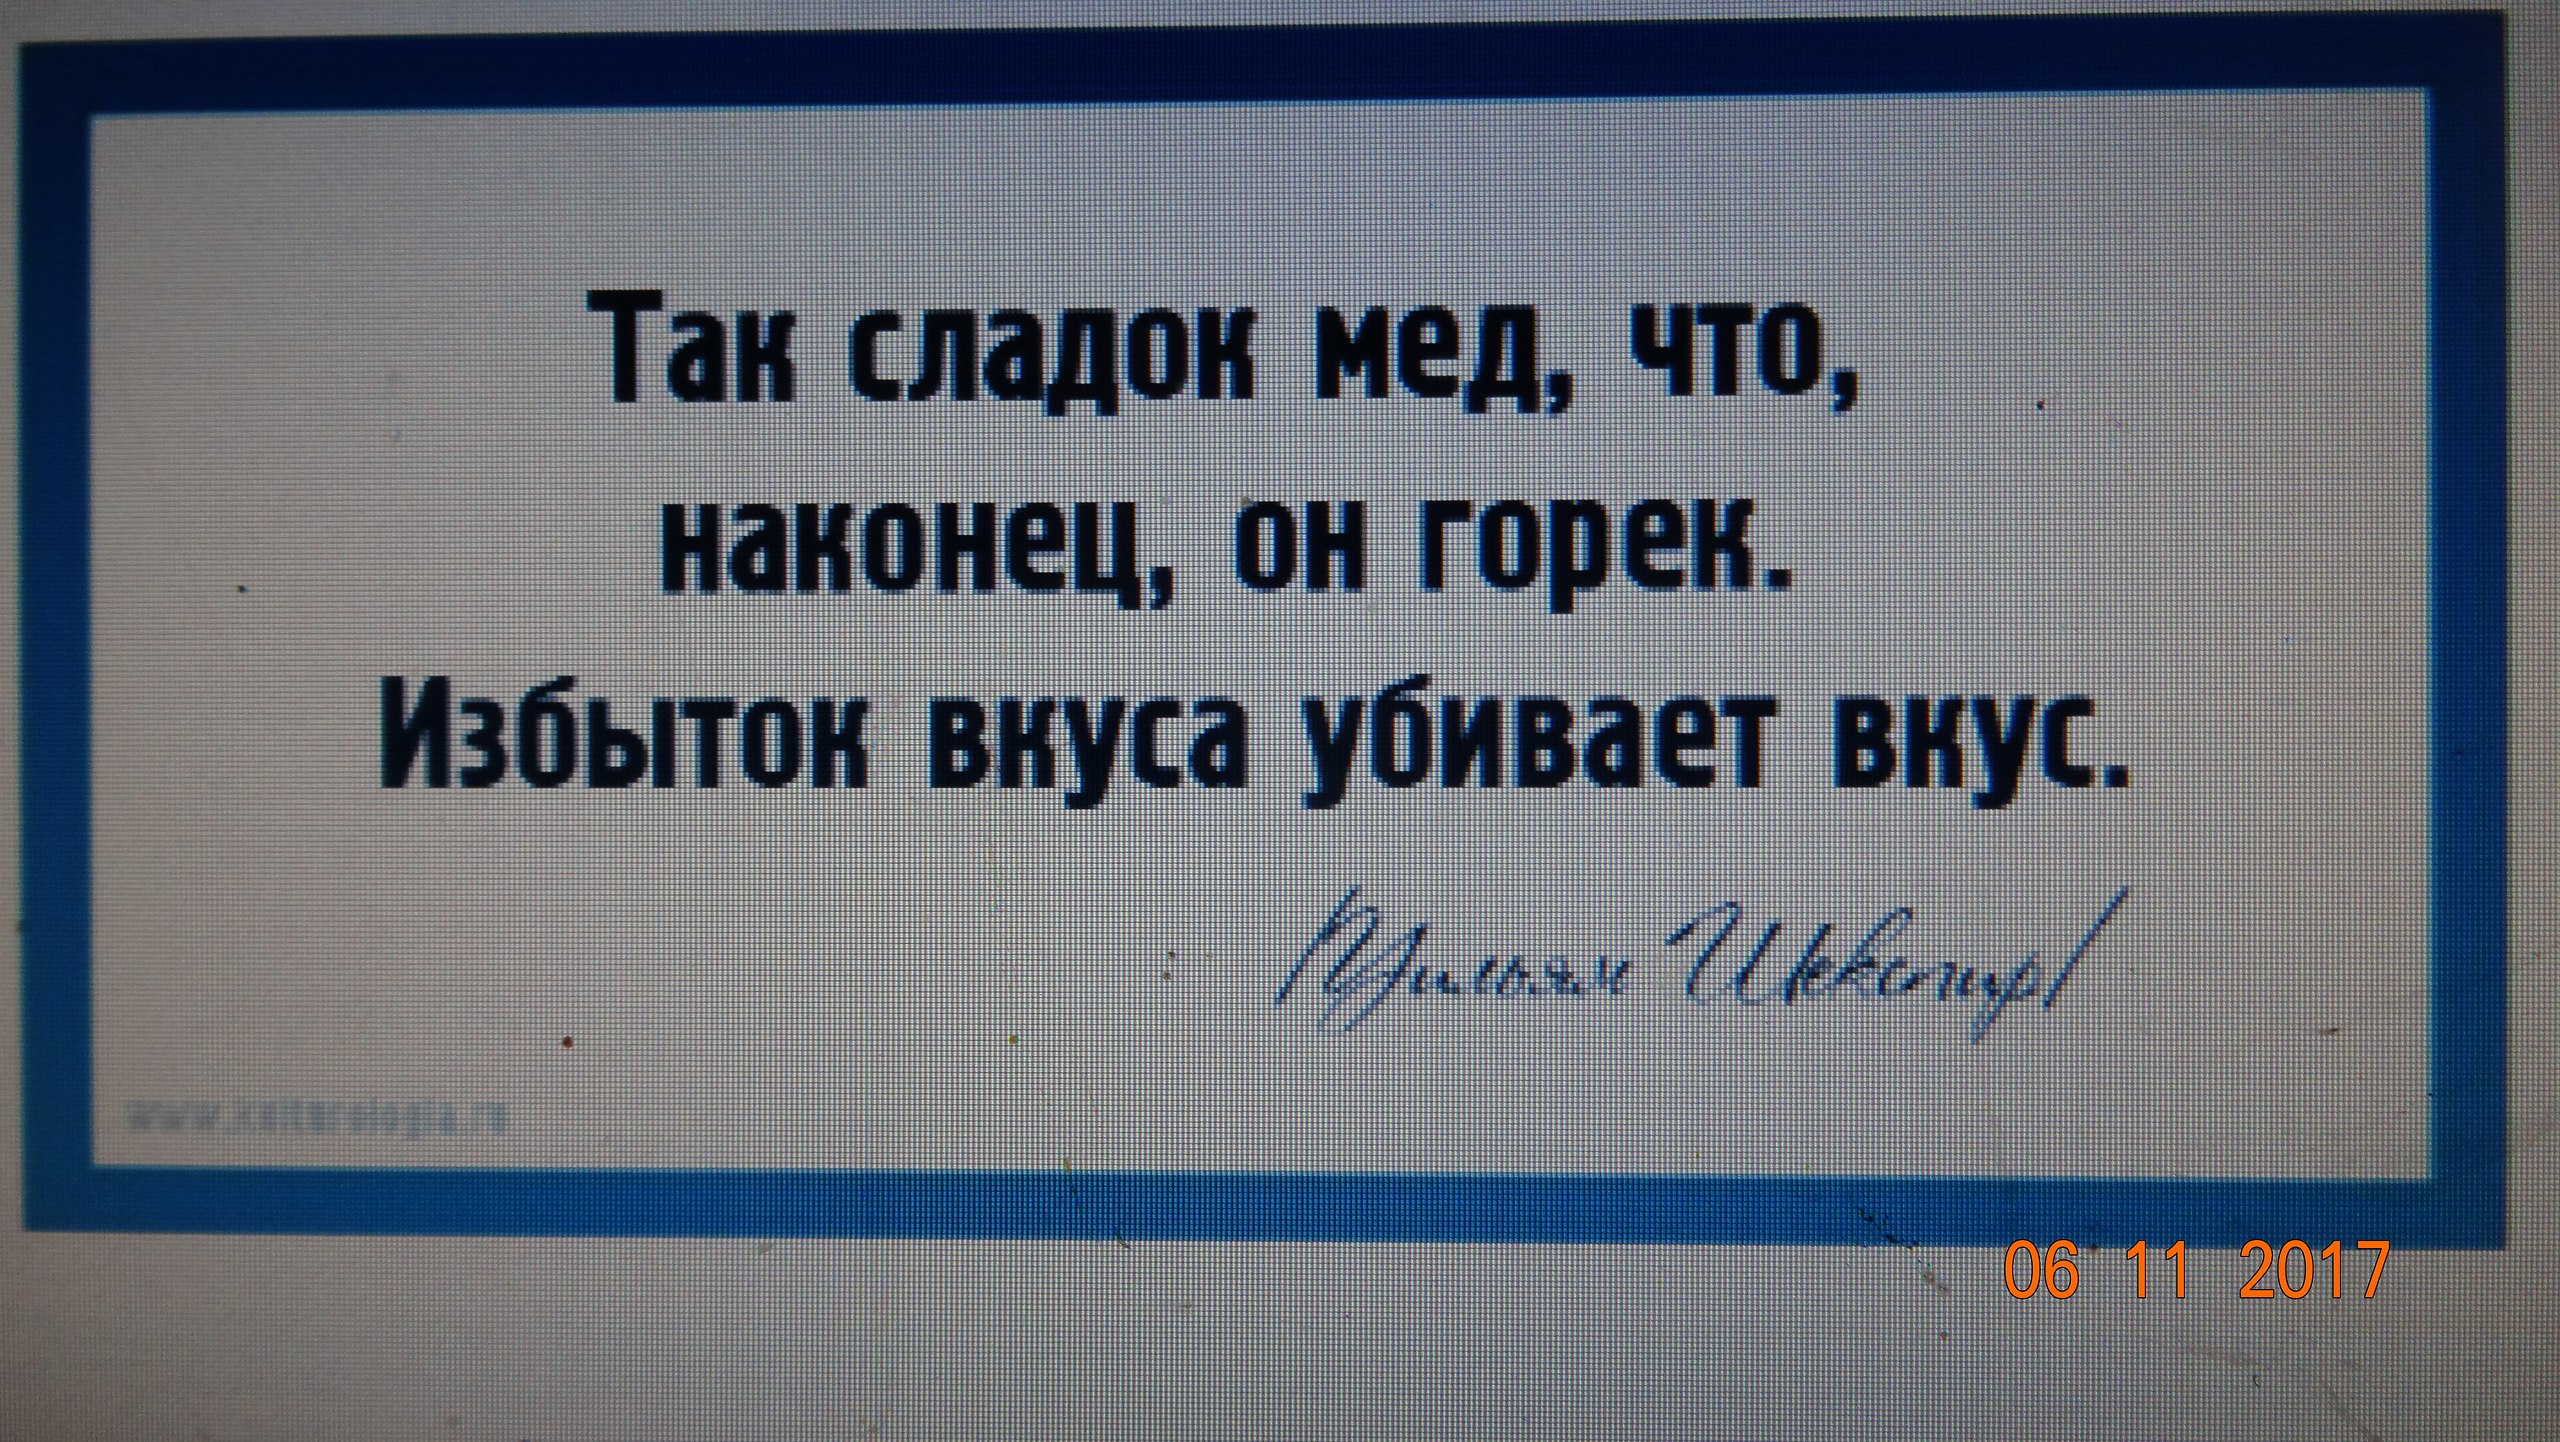 Так сладок мед, что,
наконец, он горек.
Избыток вкуса убивает вкус.
Уильям Шекспир
06 11 2017